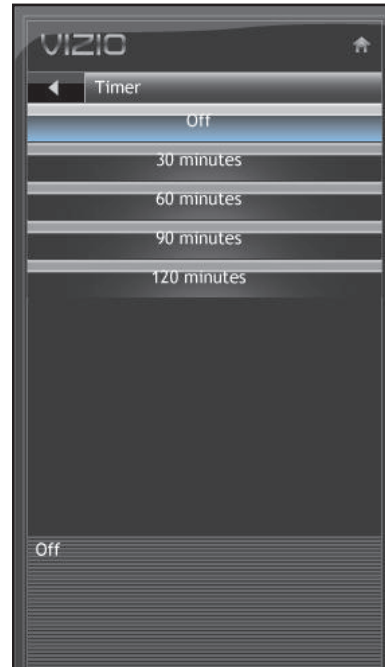 VIZIO
Timer
Off
30 minutes
60 minutes
90 minutes
120 minutes
Off